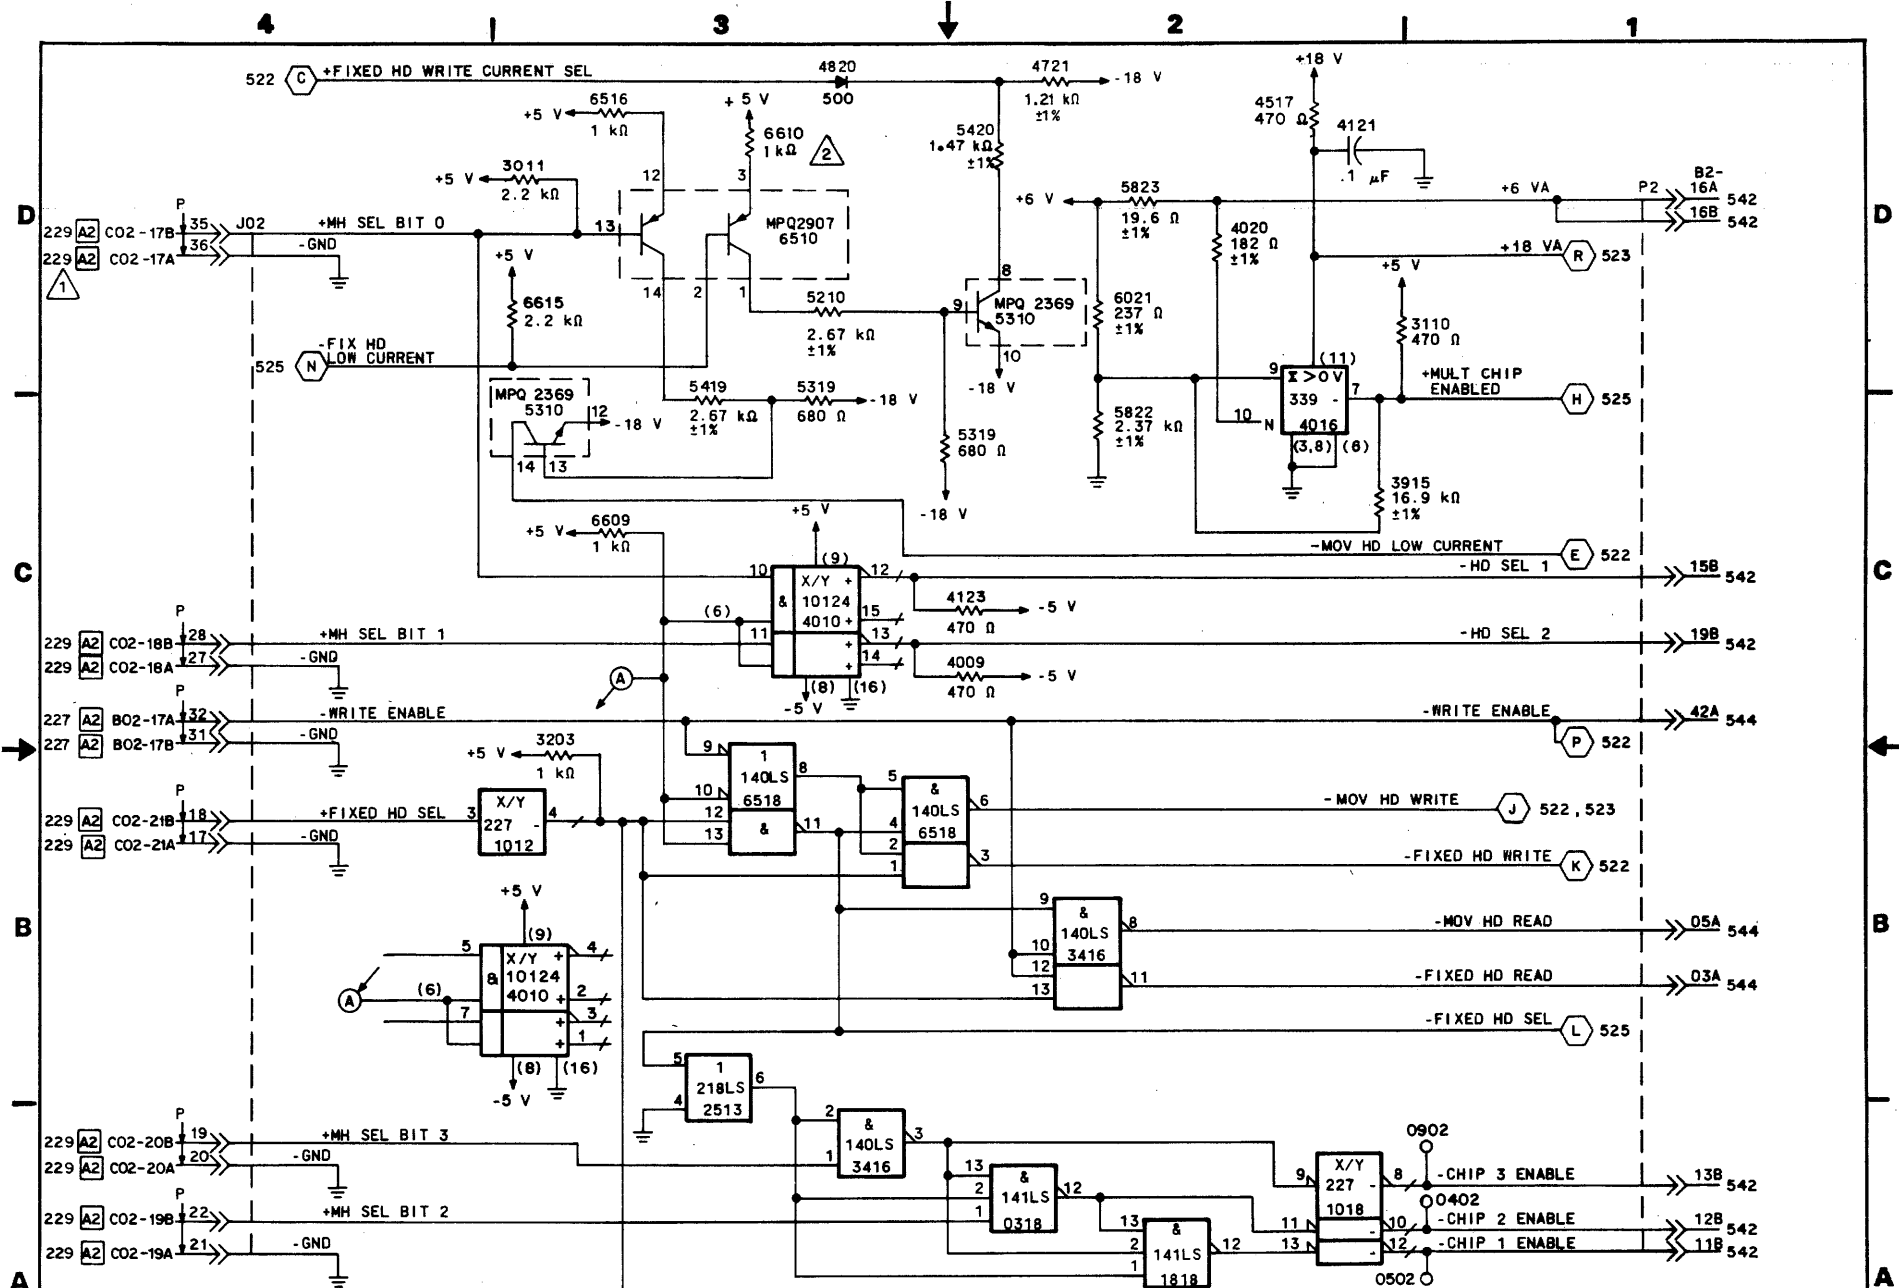 4 3 2 1
522 C +FIXED HD WRITE CURRENT SEL
4820
500
4721
1.21 kΩ
±1%
-18 V
+18 V
4517
470 Ω
4121
.1 µF
+5 V
6516
1 kΩ
+ 5 V
6610
1kΩ
2
5420
1.47 kΩ
±1%
3011
+5 V
2.2 kΩ
12
3
D
P
229 A2 C02-17B 35 J02 +MH SEL BIT 0
229 A2 C02-17A 36 -GND
1
13
MPQ2907
6510
14
2
1
+5 V
6615
2.2 kΩ
5210
2.67 kΩ
±1%
8
9
MPQ 2369
5310
10
-18 V
+6 V
5823
19.6 Ω
±1%
4020
182 Ω
±1%
6021
237 Ω
±1%
+6 VA
P2
B2-
16A
542
16B
542
D
+18 VA R 523
+5 V
3110
470 Ω
525 N -FIX HD
LOW CURRENT
(11)
9
Σ>0V
339 -
4016
7
+MULT CHIP
ENABLED
H 525
10 N
(3,8) (6)
5822
2.37 kΩ
±1%
3915
16.9 kΩ
±1%
MPQ 2369
5310
12
-18 V
14 13
5419
2.67 kΩ
±1%
5319
680 Ω
-18 V
5319
680 Ω
-18 V
+5 V
6609
1 kΩ
+5 V
(9)
-MOV HD LOW CURRENT E 522
C
10
X/Y +
&
10124
4010 +
12
15
-HD SEL 1 15B
542
C
4123
470 Ω
-5 V
(6)
P
229 A2 C02-18B 28 +MH SEL BIT 1
229 A2 C02-18A 27 -GND
11
+
+
13
14
(8) (16)
-5 V
-HD SEL 2 19B
542
4009
470 Ω
-5 V
A
P
227 A2 B02-17A 32 -WRITE ENABLE
227 A2 B02-17B 31 -GND
-WRITE ENABLE 42A
544
P 522
+5 V
3203
1 kΩ
9
10
1
140LS
6518
8
12
13
&
11
P
229 A2 C02-21B 18 +FIXED HD SEL
229 A2 C02-21A 17 -GND
3
X/Y
227 -
1012
4
5
4
&
140LS
6518
6
2
1
3
-MOV HD WRITE J 522,523
-FIXED HD WRITE K 522
B
+5 V
(9)
5
X/Y +
&
10124
4010 +
4
2
A
(6)
7
+
+
3
1
(8) (16)
-5 V
9
10
&
140LS
3416
8
12
13
11
-MOV HD READ 05A
544
-FIXED HD READ 03A
544
B
-FIXED HD SEL L 525
5
4
1
218LS
2513
6
P
229 A2 C02-20B 19 +MH SEL BIT 3
229 A2 C02-20A 20 -GND
2
1
&
140LS
3416
3
P
229 A2 C02-19B 22 +MH SEL BIT 2
229 A2 C02-19A 21 -GND
13
2
1
&
141LS
0318
12
13
2
1
&
141LS
1818
12
9
X/Y
227 -
1018
8
0902
-CHIP 3 ENABLE 13B
542
0402
11
-
10
-CHIP 2 ENABLE 12B
542
13
-
12
-CHIP 1 ENABLE 11B
542
0502
A A